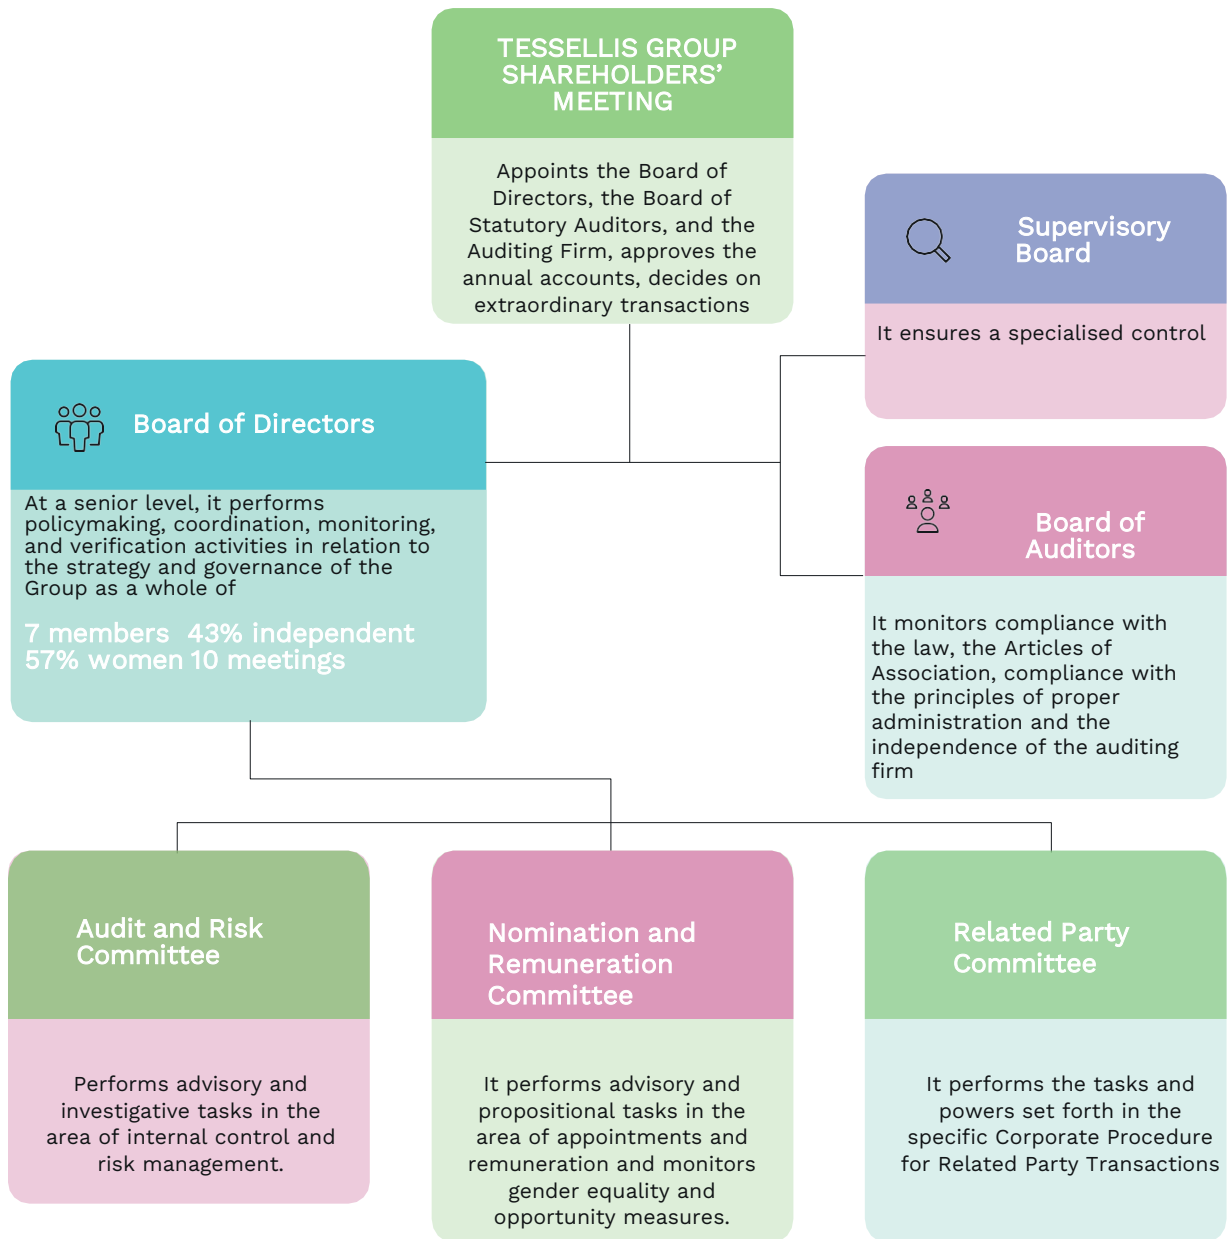 TESSELLIS GROUP
SHAREHOLDERS’
MEETING
Appoints the Board of
Directors, the Board of
Statutory Auditors, and the
Auditing Firm, approves the
annual accounts, decides on
extraordinary transactions
Supervisory
Board
It ensures a specialised control
Board of Directors
At a senior level, it performs
policymaking, coordination, monitoring,
and verification activities in relation to
the strategy and governance of the
Group as a whole of
7 members 43% independent
57% women 10 meetings
Board of
Auditors
It monitors compliance with
the law, the Articles of
Association, compliance with
the principles of proper
administration and the
independence of the auditing
firm
Audit and Risk
Committee
Performs advisory and
investigative tasks in the
area of internal control and
risk management.
Nomination and
Remuneration
Committee
It performs advisory and
propositional tasks in the
area of appointments and
remuneration and monitors
gender equality and
opportunity measures.
Related Party
Committee
It performs the tasks and
powers set forth in the
specific Corporate Procedure
for Related Party Transactions